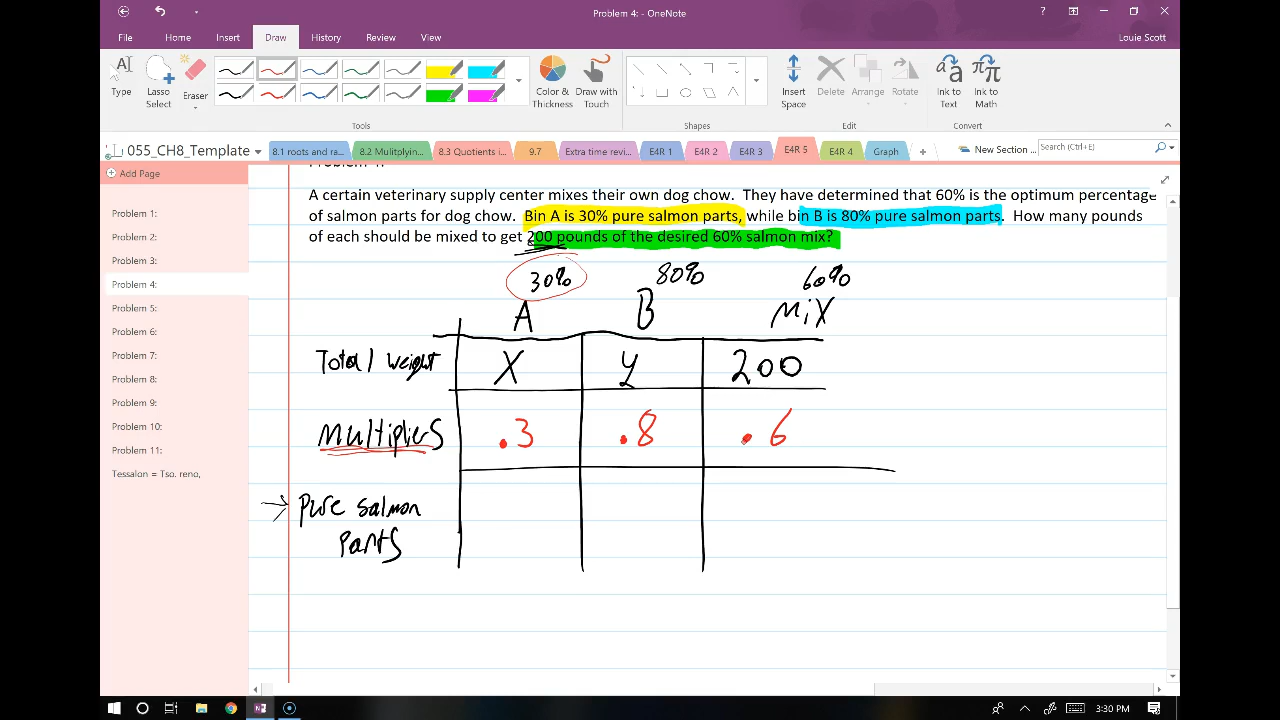 Problem 4: - OneNote
Louie Scott
File Home Insert Draw History Review View
Type Lasso Select Eraser Color & Thickness Draw with Touch Insert Space Delete Arrange Rotate Ink to Text Ink to Math
Tools Shapes Edit Convert
055_CH8_Template 8.1 roots and ra... 8.2 Mulitolyin... 8.3 Quotients i... 9.7 Extra time revi... E4R 1 E4R 2 E4R 3 E4R 5 E4R 4 Graph New Section ... Search (Ctrl+E)
Add Page
Problem 1:
Problem 2:
Problem 3:
Problem 4:
Problem 5:
Problem 6:
Problem 7:
Problem 8:
Problem 9:
Problem 10:
Problem 11:
Tessalon = Tso. reno,
A certain veterinary supply center mixes their own dog chow. They have determined that 60% is the optimum percentage
of salmon parts for dog chow. Bin A is 30% pure salmon parts, while bin B is 80% pure salmon parts. How many pounds
of each should be mixed to get 200 pounds of the desired 60% salmon mix?
30% 80% 60%
A B Mix
Total weight X y 200
multipliers .3 .8 .6
pure salmon
parts
3:30 PM